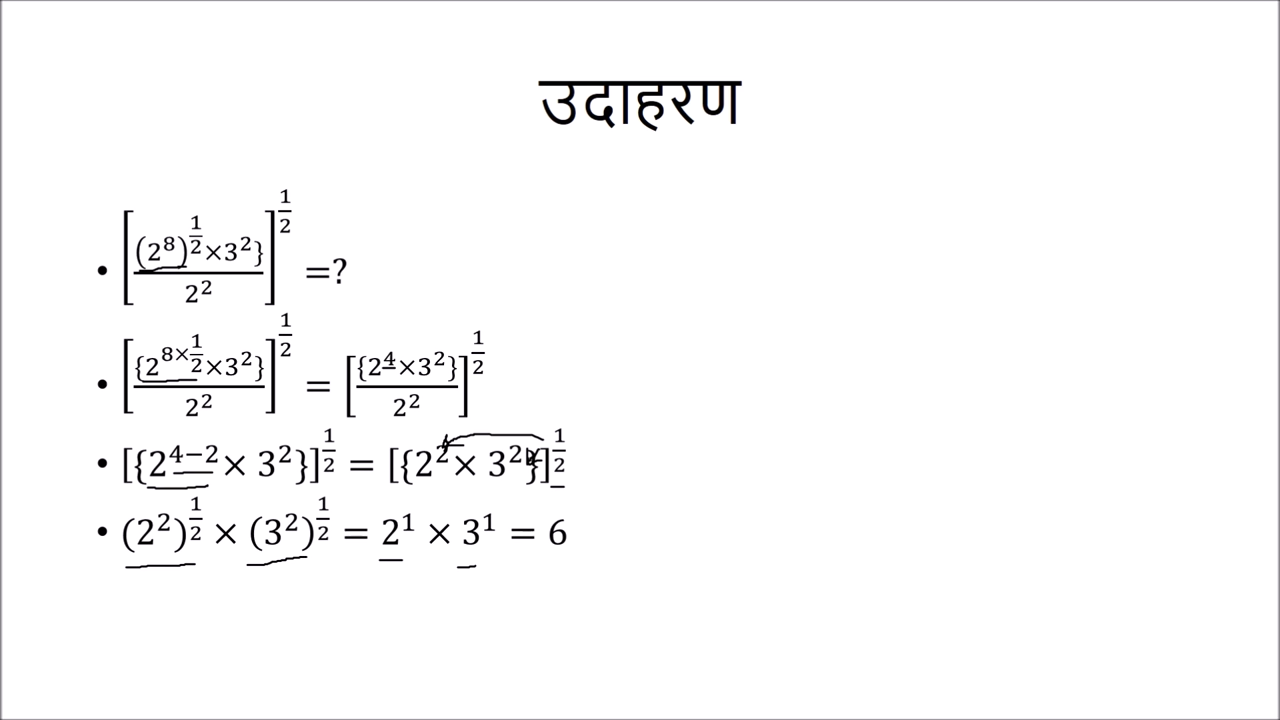 उदाहरण
• [((2⁸)^(1/2) × 3²}) / 2²]^(1/2) =?
• [({2^(8×1/2) × 3²}) / 2²]^(1/2) = [({2⁴ × 3²}) / 2²]^(1/2)
• [{2⁴⁻² × 3²}]^(1/2) = [{2² × 3²}]^(1/2)
• (2²)^(1/2) × (3²)^(1/2) = 2¹ × 3¹ = 6